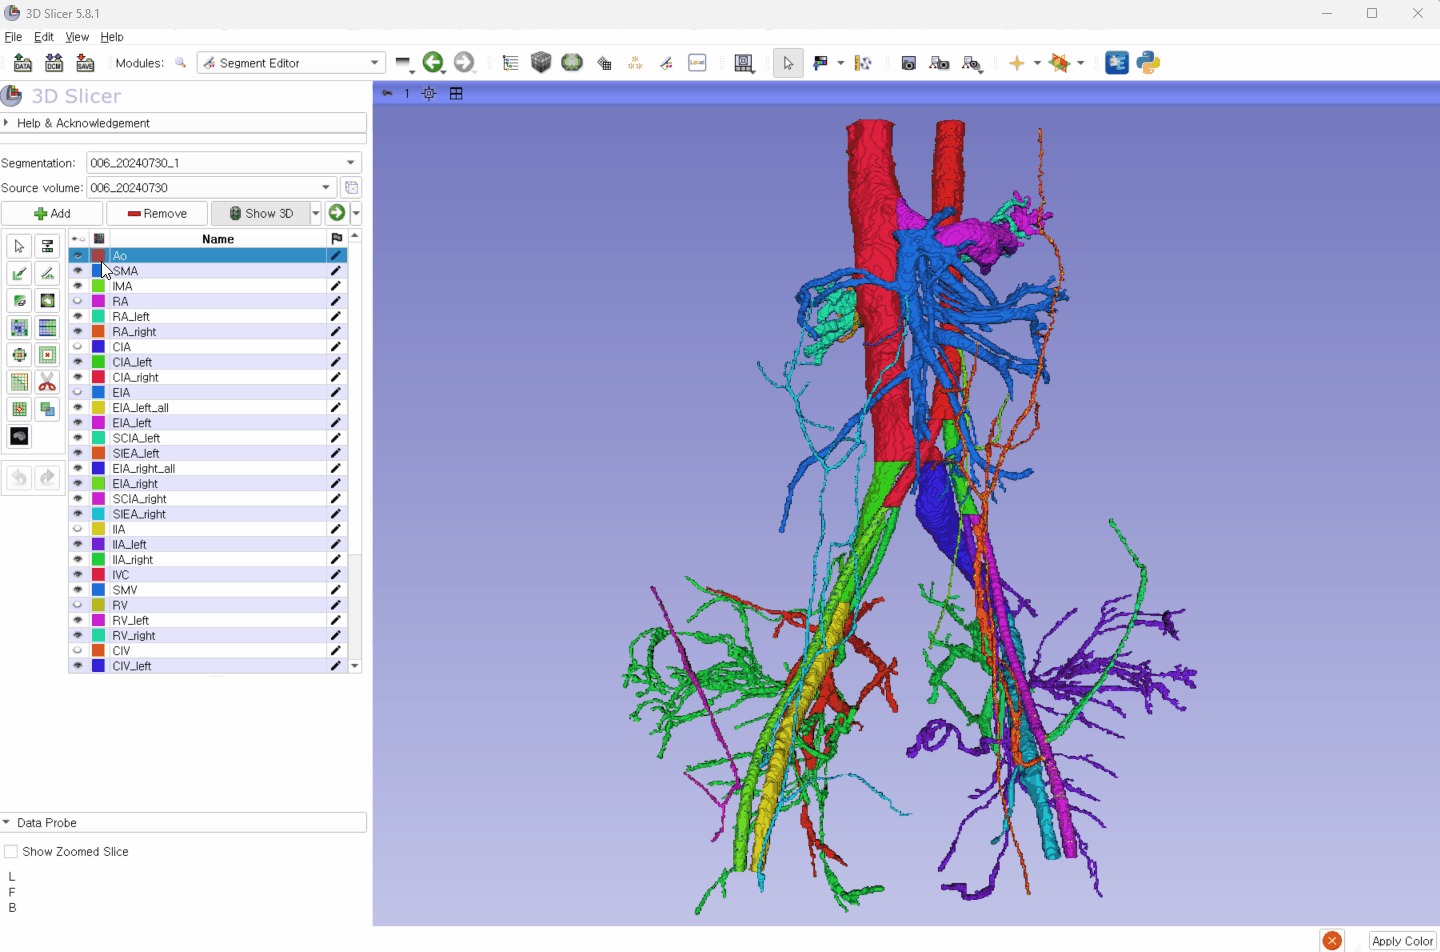 3D Slicer 5.8.1
File Edit View Help
DATA DCM SAVE Modules: Segment Editor
3D Slicer
1
Help & Acknowledgement
Segmentation: 006_20240730_1
Source volume: 006_20240730
Add Remove Show 3D
Name
Ao
SMA
IMA
RA
RA_left
RA_right
CIA
CIA_left
CIA_right
EIA
EIA_left_all
EIA_left
SCIA_left
SIEA_left
EIA_right_all
EIA_right
SCIA_right
SIEA_right
IIA
IIA_left
IIA_right
IVC
SMV
RV
RV_left
RV_right
CIV
CIV_left
Data Probe
Show Zoomed Slice
L
F
B
Apply Color